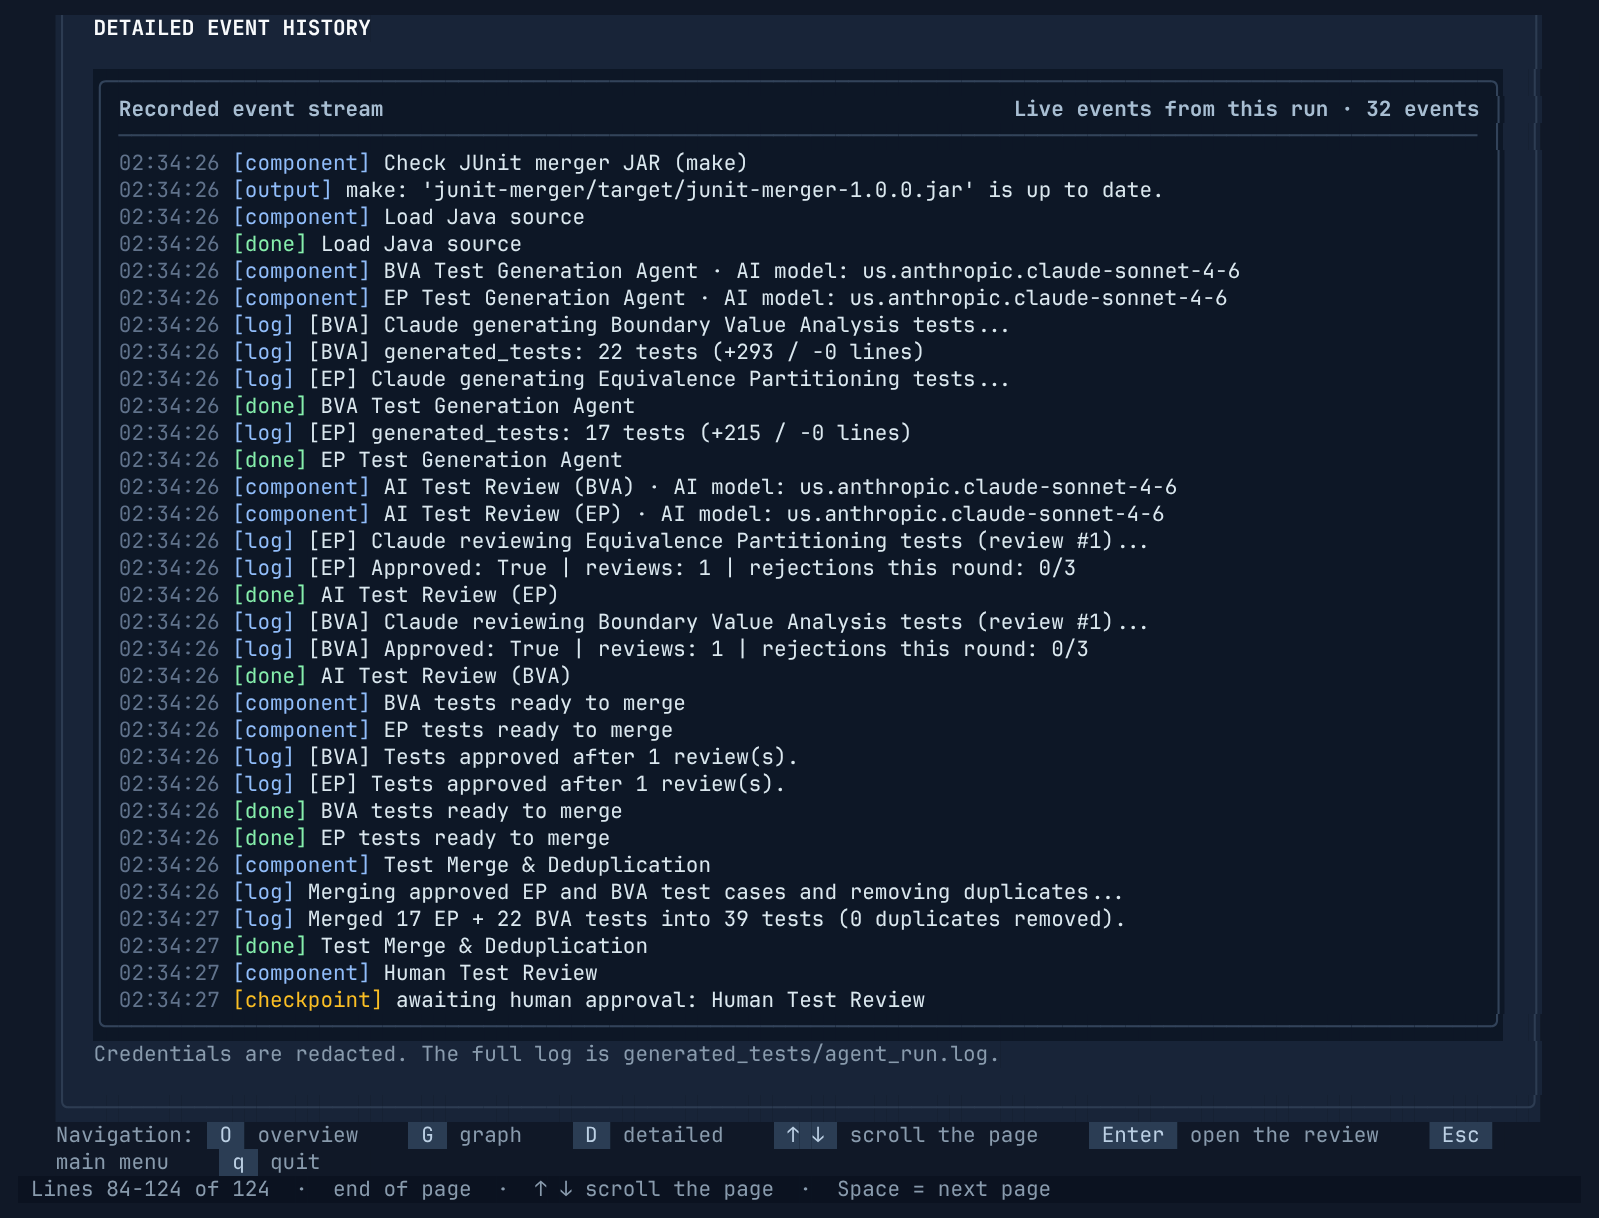 DETAILED EVENT HISTORY
Recorded event stream Live events from this run · 32 events
02:34:26 [component] Check JUnit merger JAR (make)
02:34:26 [output] make: 'junit-merger/target/junit-merger-1.0.0.jar' is up to date.
02:34:26 [component] Load Java source
02:34:26 [done] Load Java source
02:34:26 [component] BVA Test Generation Agent · AI model: us.anthropic.claude-sonnet-4-6
02:34:26 [component] EP Test Generation Agent · AI model: us.anthropic.claude-sonnet-4-6
02:34:26 [log] [BVA] Claude generating Boundary Value Analysis tests...
02:34:26 [log] [BVA] generated_tests: 22 tests (+293 / -0 lines)
02:34:26 [log] [EP] Claude generating Equivalence Partitioning tests...
02:34:26 [done] BVA Test Generation Agent
02:34:26 [log] [EP] generated_tests: 17 tests (+215 / -0 lines)
02:34:26 [done] EP Test Generation Agent
02:34:26 [component] AI Test Review (BVA) · AI model: us.anthropic.claude-sonnet-4-6
02:34:26 [component] AI Test Review (EP) · AI model: us.anthropic.claude-sonnet-4-6
02:34:26 [log] [EP] Claude reviewing Equivalence Partitioning tests (review #1)...
02:34:26 [log] [EP] Approved: True | reviews: 1 | rejections this round: 0/3
02:34:26 [done] AI Test Review (EP)
02:34:26 [log] [BVA] Claude reviewing Boundary Value Analysis tests (review #1)...
02:34:26 [log] [BVA] Approved: True | reviews: 1 | rejections this round: 0/3
02:34:26 [done] AI Test Review (BVA)
02:34:26 [component] BVA tests ready to merge
02:34:26 [component] EP tests ready to merge
02:34:26 [log] [BVA] Tests approved after 1 review(s).
02:34:26 [log] [EP] Tests approved after 1 review(s).
02:34:26 [done] BVA tests ready to merge
02:34:26 [done] EP tests ready to merge
02:34:26 [component] Test Merge & Deduplication
02:34:26 [log] Merging approved EP and BVA test cases and removing duplicates...
02:34:27 [log] Merged 17 EP + 22 BVA tests into 39 tests (0 duplicates removed).
02:34:27 [done] Test Merge & Deduplication
02:34:27 [component] Human Test Review
02:34:27 [checkpoint] awaiting human approval: Human Test Review
Credentials are redacted. The full log is generated_tests/agent_run.log.
Navigation: O overview G graph D detailed ↑↓ scroll the page Enter open the review Esc
main menu q quit
Lines 84-124 of 124 · end of page · ↑↓ scroll the page · Space = next page